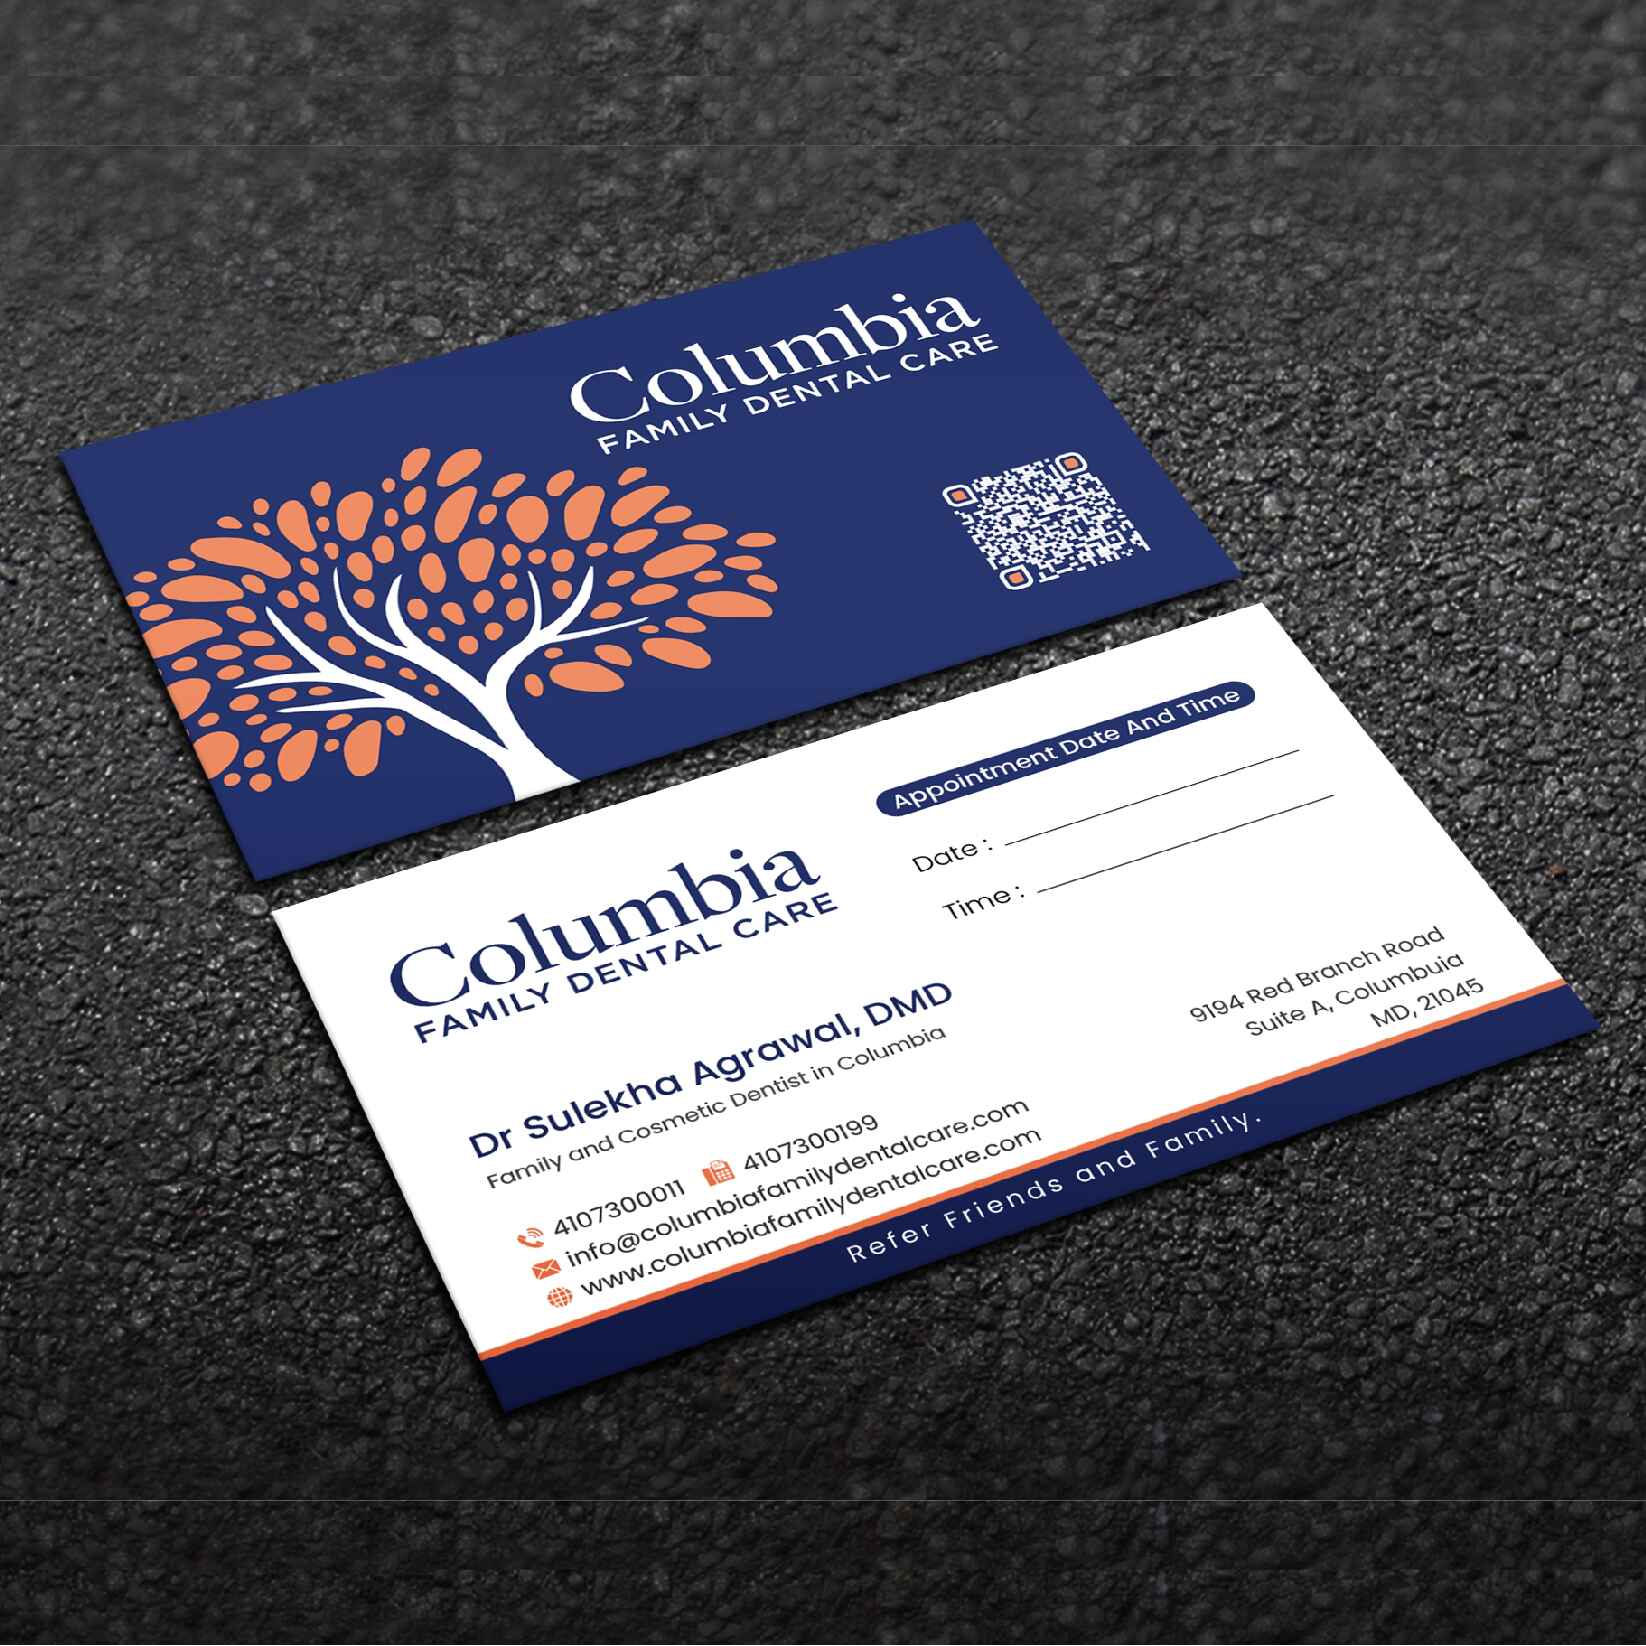 Columbia
FAMILY DENTAL CARE
Appointment Date And Time
Date :
Time :
Columbia
FAMILY DENTAL CARE
Dr Sulekha Agrawal, DMD
Family and Cosmetic Dentist in Columbia
4107300011 4107300199
info@columbiafamilydentalcare.com
www.columbiafamilydentalcare.com
9194 Red Branch Road
Suite A, Columbuia
MD, 21045
Refer Friends and Family.